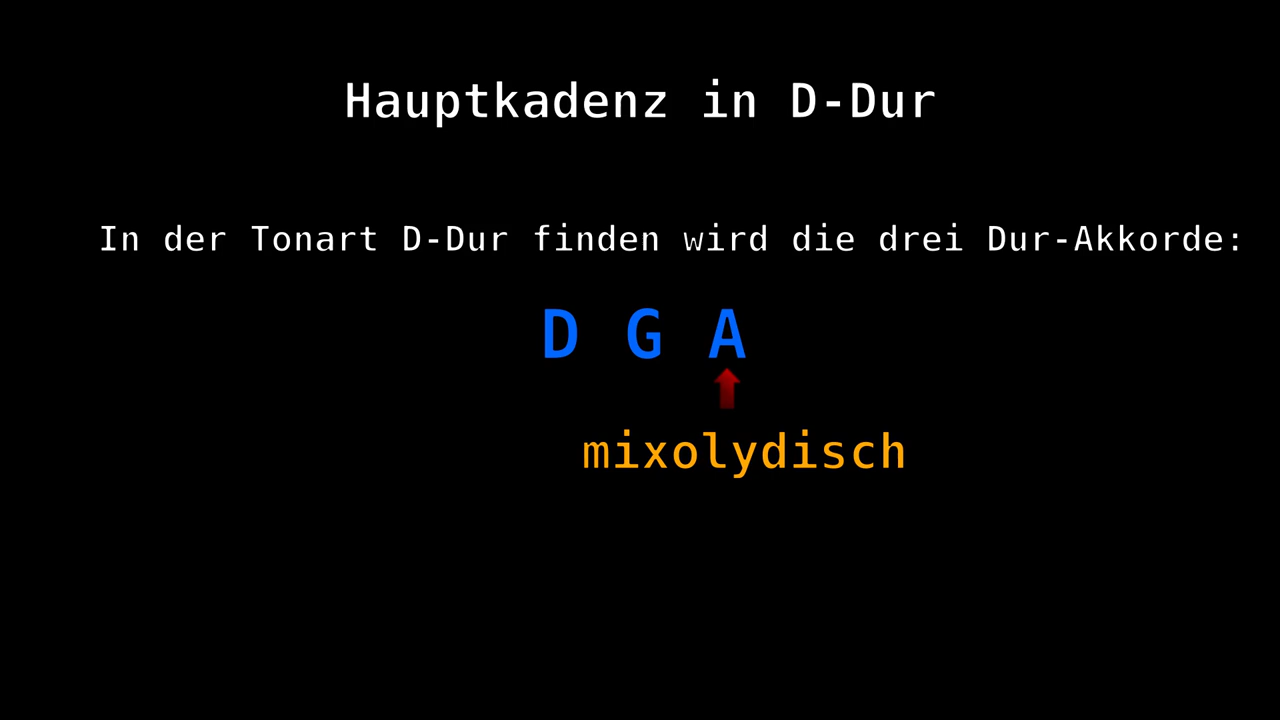 Hauptkadenz in D-Dur
In der Tonart D-Dur finden wird die drei Dur-Akkorde:
D G A
mixolydisch